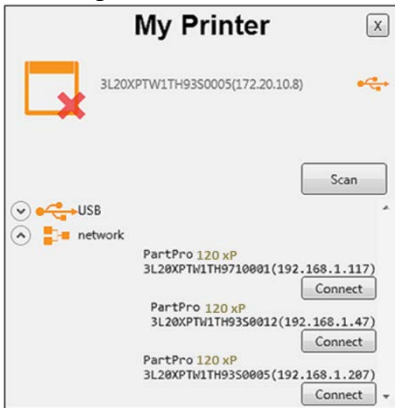 My Printer
X
3L20XPTW1TH93S0005(172.20.10.8)
Scan
USB
network
PartPro 120 xP
3L20XPTW1TH9710001(192.168.1.117)
Connect
PartPro 120 xP
3L20XPTW1TH93S0012(192.168.1.47)
Connect
PartPro 120 xP
3L20XPTW1TH93S0005(192.168.1.207)
Connect